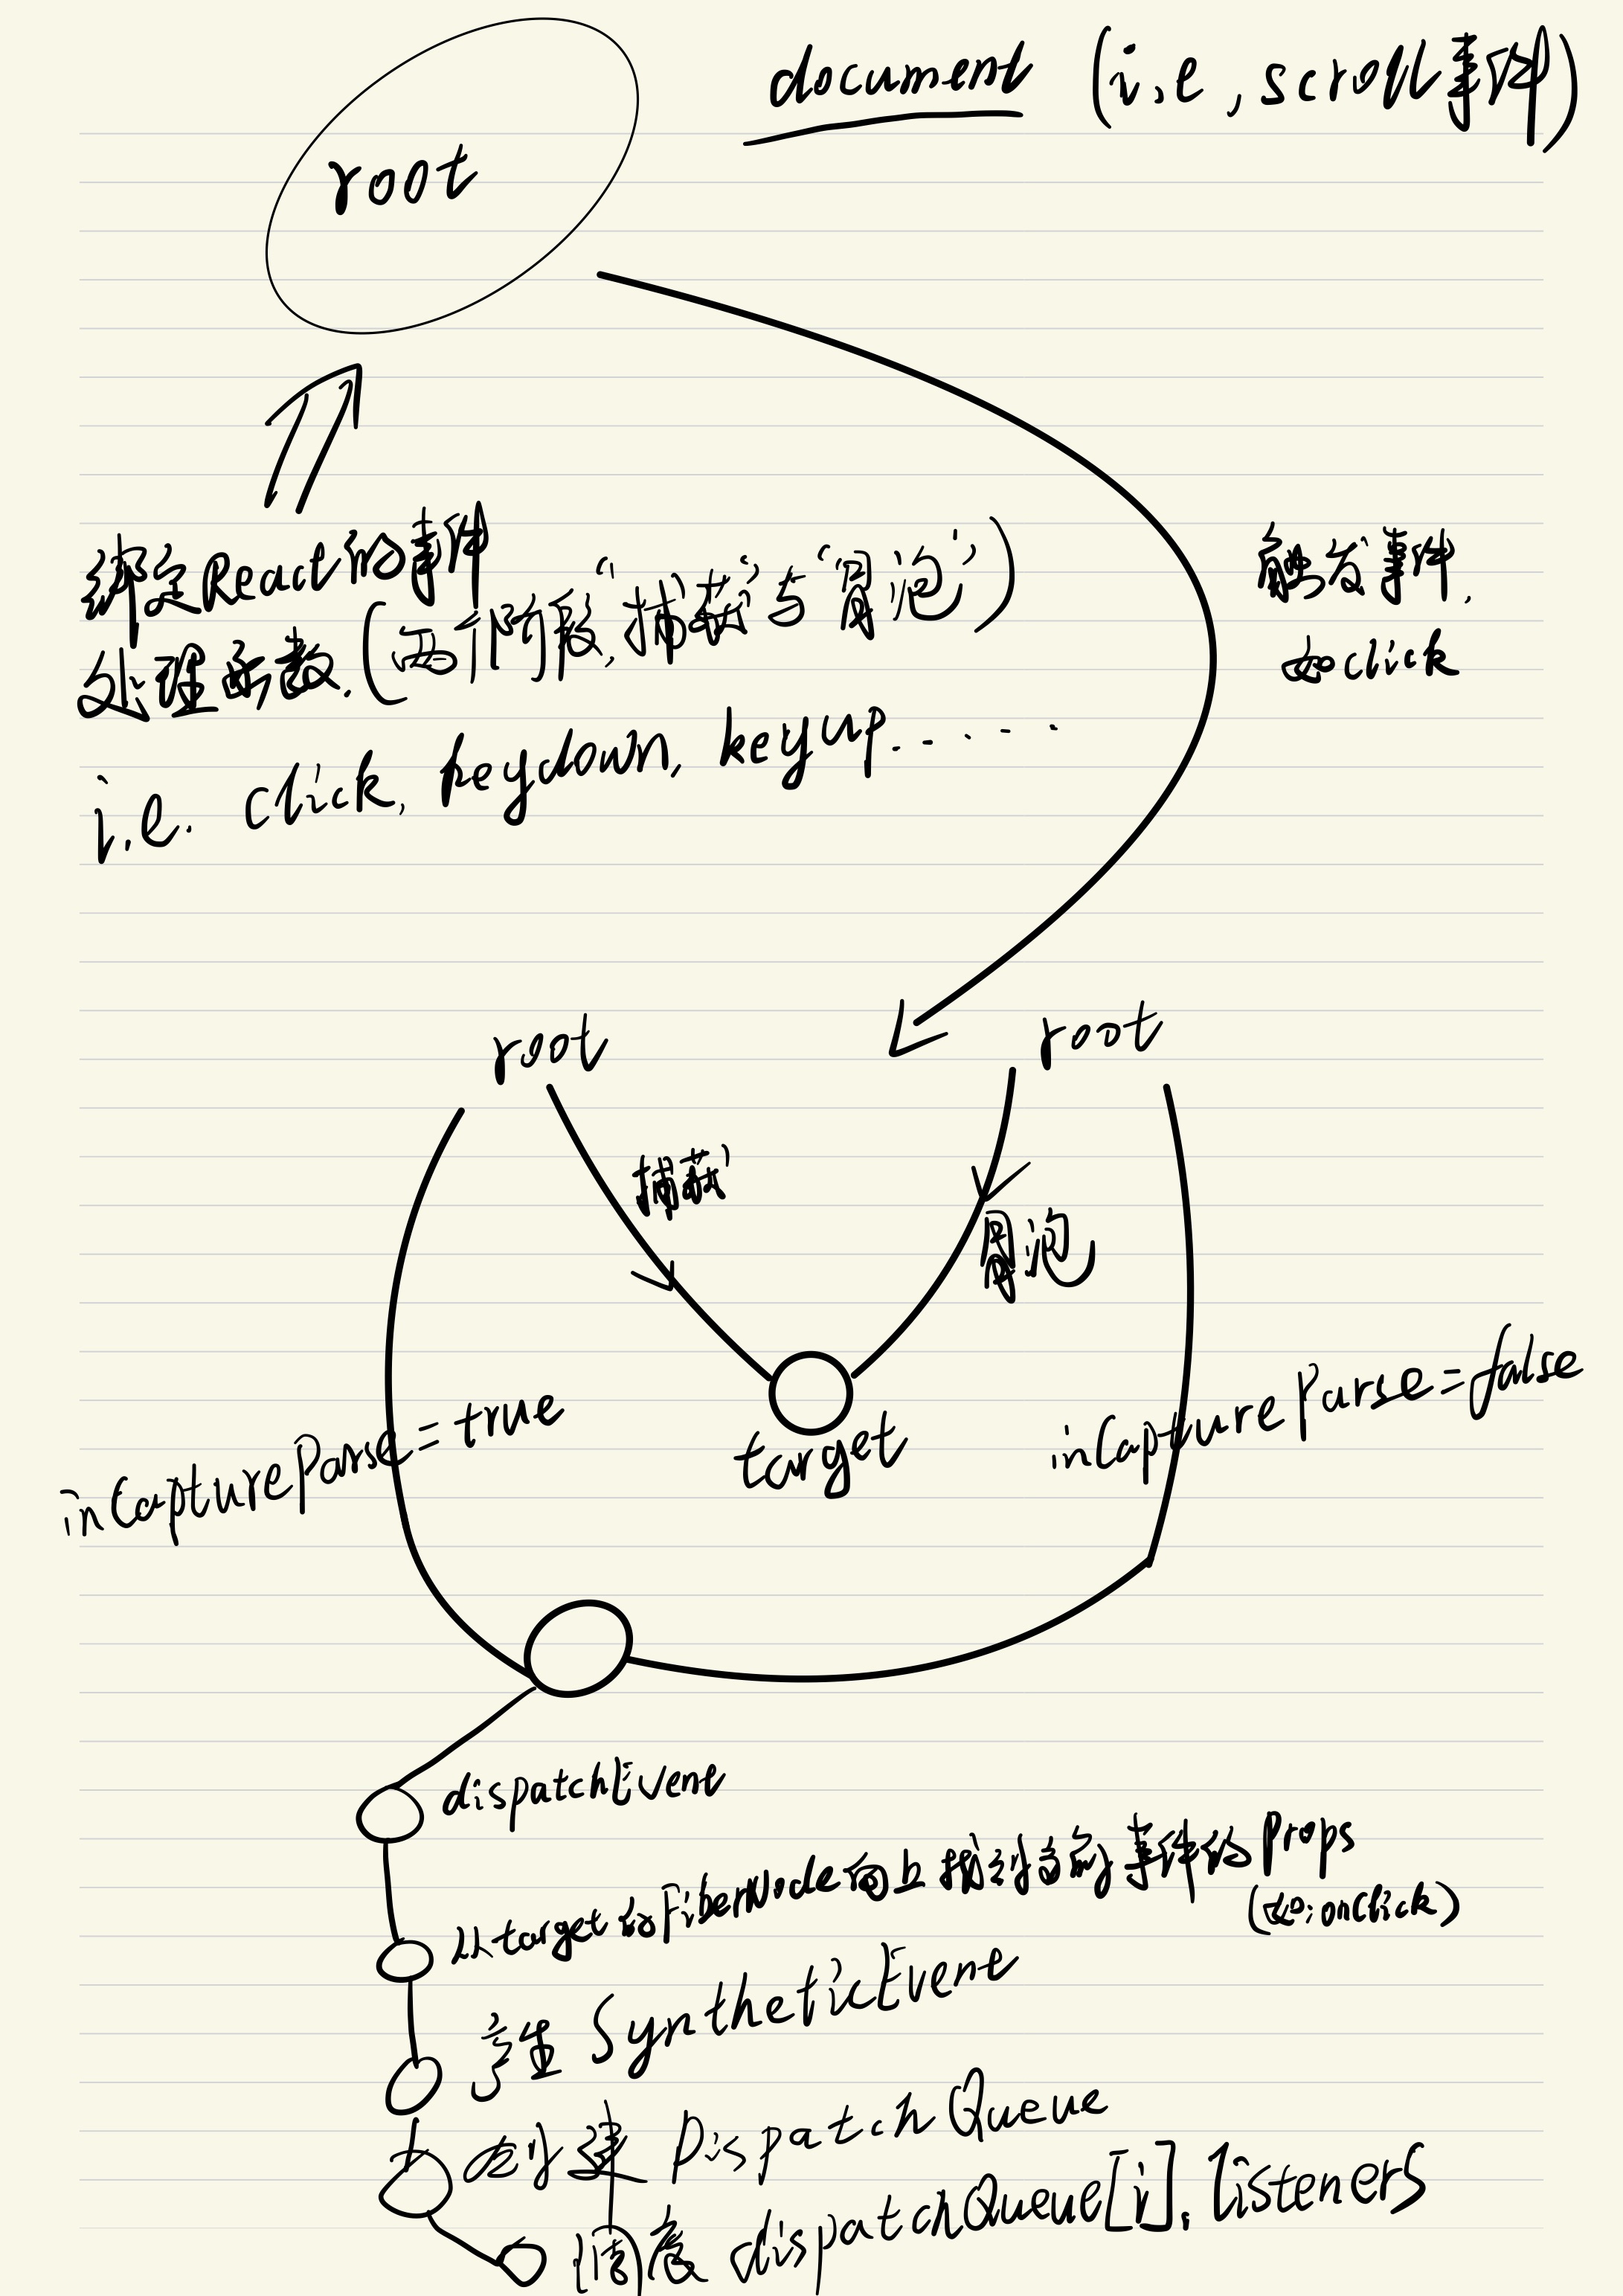 root
document (i.e, scroll事件)
绑定React的事件
处理函数.(两个阶段,“捕获”与“冒泡”)
i.e. click, keydown, keyup......
触发事件,
如click
root
root
捕获
冒泡
target
inCaptureParse=true
inCaptureParse=false
dispatchEvent
从target的FiberNode向上找到当前事件的Props
(如:onClick)
产生 SyntheticEvent
创建 DispatchQueue
调度 dispatchQueue[i].listeners